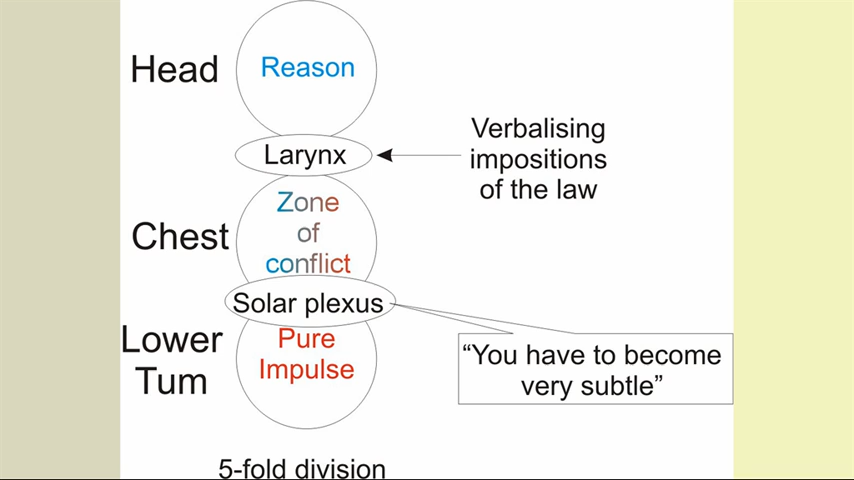 Head
Reason
Larynx
Verbalising
impositions
of the law
Chest
Zone
of
conflict
Solar plexus
Lower
Tum
Pure
Impulse
“You have to become
very subtle”
5-fold division